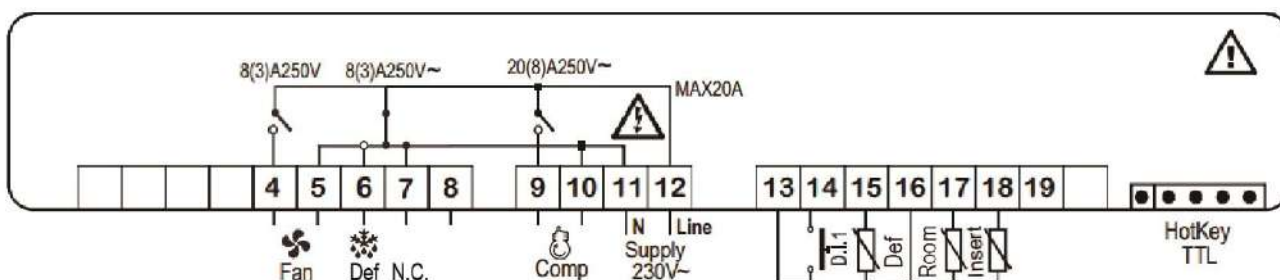 8(3)A250V 8(3)A250V~ 20(8)A250V~
MAX20A
4 5 6 7 8 9 10 11 12 13 14 15 16 17 18 19
N Line
Fan Def N.C. Comp Supply
230V~
D.I.1 Def Room Insert
HotKey
TTL